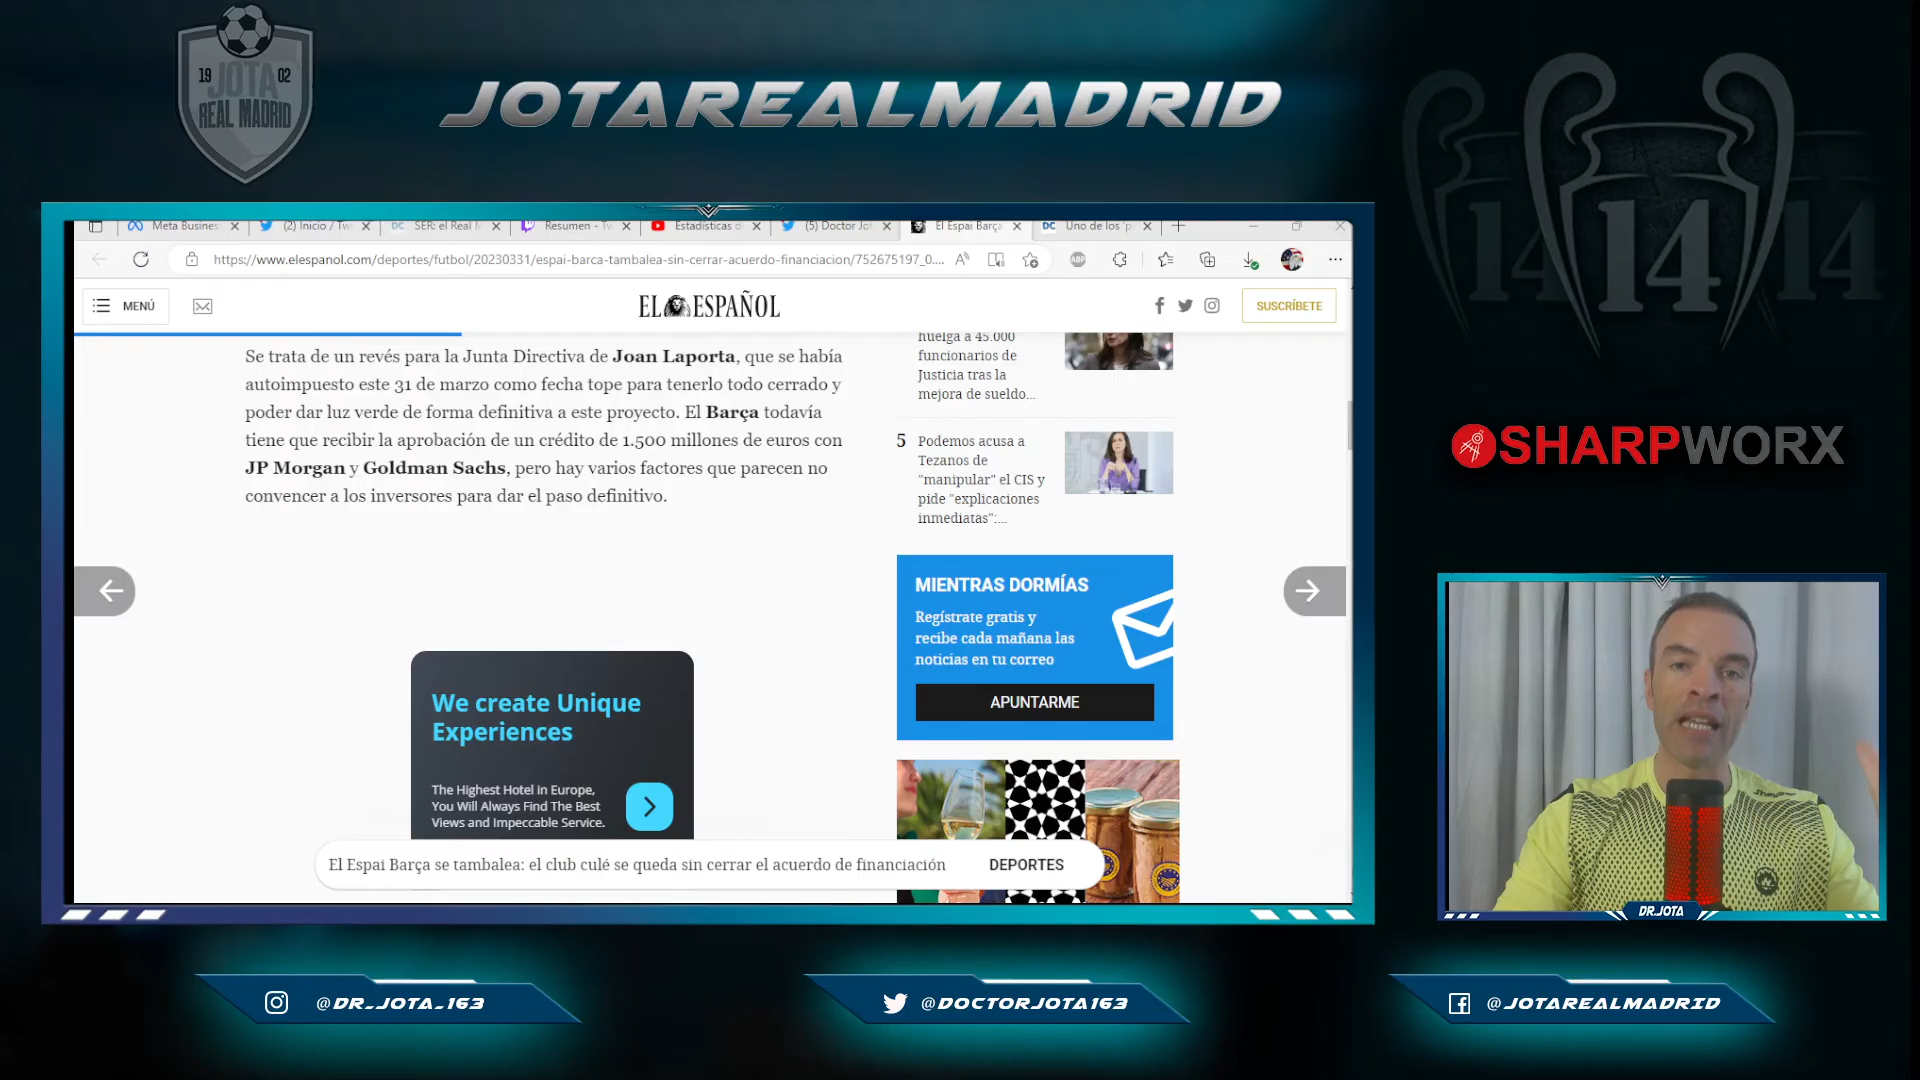 19 02
JOTA
REAL MADRID
JOTAREALMADRID
14
14
14
14
Meta Busines
(2) Inicio / Tw
SER: el Real M
Resumen - Tw
Estadísticas d
(5) Doctor Jot
El Espai Barça
Uno de los 'p
https://www.elespanol.com/deportes/futbol/20230331/espai-barca-tambalea-sin-cerrar-acuerdo-financiacion/752675197_0....
MENÚ
EL ESPAÑOL
SUSCRÍBETE
Se trata de un revés para la Junta Directiva de Joan Laporta, que se había
autoimpuesto este 31 de marzo como fecha tope para tenerlo todo cerrado y
poder dar luz verde de forma definitiva a este proyecto. El Barça todavía
tiene que recibir la aprobación de un crédito de 1.500 millones de euros con
JP Morgan y Goldman Sachs, pero hay varios factores que parecen no
convencer a los inversores para dar el paso definitivo.
huelga a 45.000
funcionarios de
Justicia tras la
mejora de sueldo...
5 Podemos acusa a
Tezanos de
"manipular" el CIS y
pide "explicaciones
inmediatas":...
MIENTRAS DORMÍAS
Regístrate gratis y
recibe cada mañana las
noticias en tu correo
APUNTARME
We create Unique
Experiences
The Highest Hotel in Europe,
You Will Always Find The Best
Views and Impeccable Service.
El Espai Barça se tambalea: el club culé se queda sin cerrar el acuerdo de financiación
DEPORTES
SHARPWORX
DR.JOTA
@DR_JOTA_163
@DOCTORJOTA163
@JOTAREALMADRID